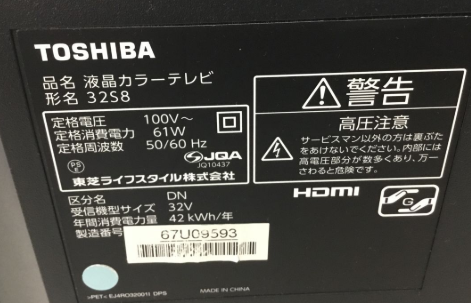 TOSHIBA
品名 液晶カラーテレビ
形名 32S8
定格電圧 100V～
定格消費電力 61W
定格周波数 50/60 Hz
PS
E
JQA
JQ10437
東芝ライフスタイル株式会社
区分名 DN
受信機型サイズ 32V
年間消費電力量 42 kWh/年
製造番号
67U09593
>PET< EJ4RO32001I DPS
MADE IN CHINA
警告
高圧注意
サービスマン以外の方は裏ぶた
をあけないでください。内部には
高電圧部分が数多くあり、万一
さわると危険です。
HDMI
G